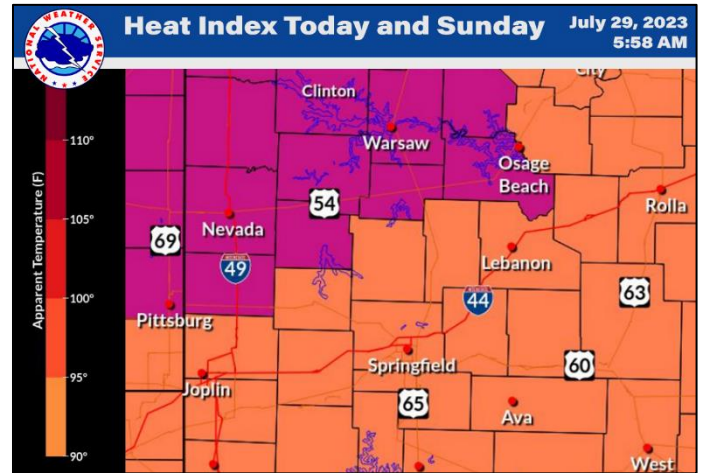 NATIONAL WEATHER SERVICE
Heat Index Today and Sunday
July 29, 2023
5:58 AM
Apparent Temperature (F)
110°
105°
100°
95°
90°
City
Clinton
Warsaw
Osage
Beach
Rolla
54
Nevada
69
49
Lebanon
63
44
Pittsburg
Springfield
60
Joplin
65
Ava
West